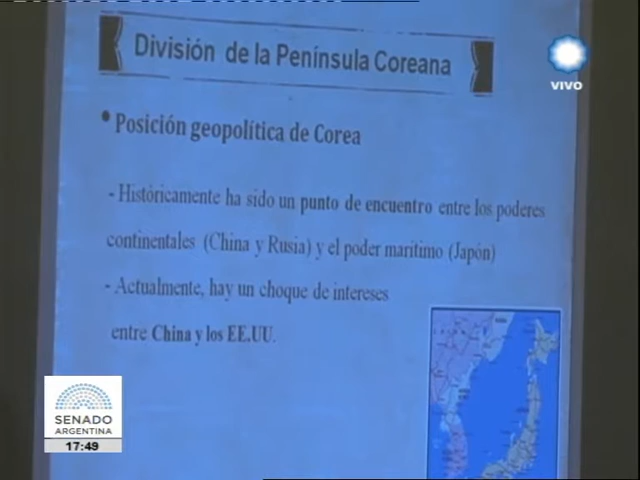 División de la Península Coreana
VIVO
• Posición geopolítica de Corea
- Históricamente ha sido un punto de encuentro entre los poderes
continentales (China y Rusia) y el poder marítimo (Japón)
- Actualmente, hay un choque de intereses
entre China y los EE.UU.
SENADO
ARGENTINA
17:49